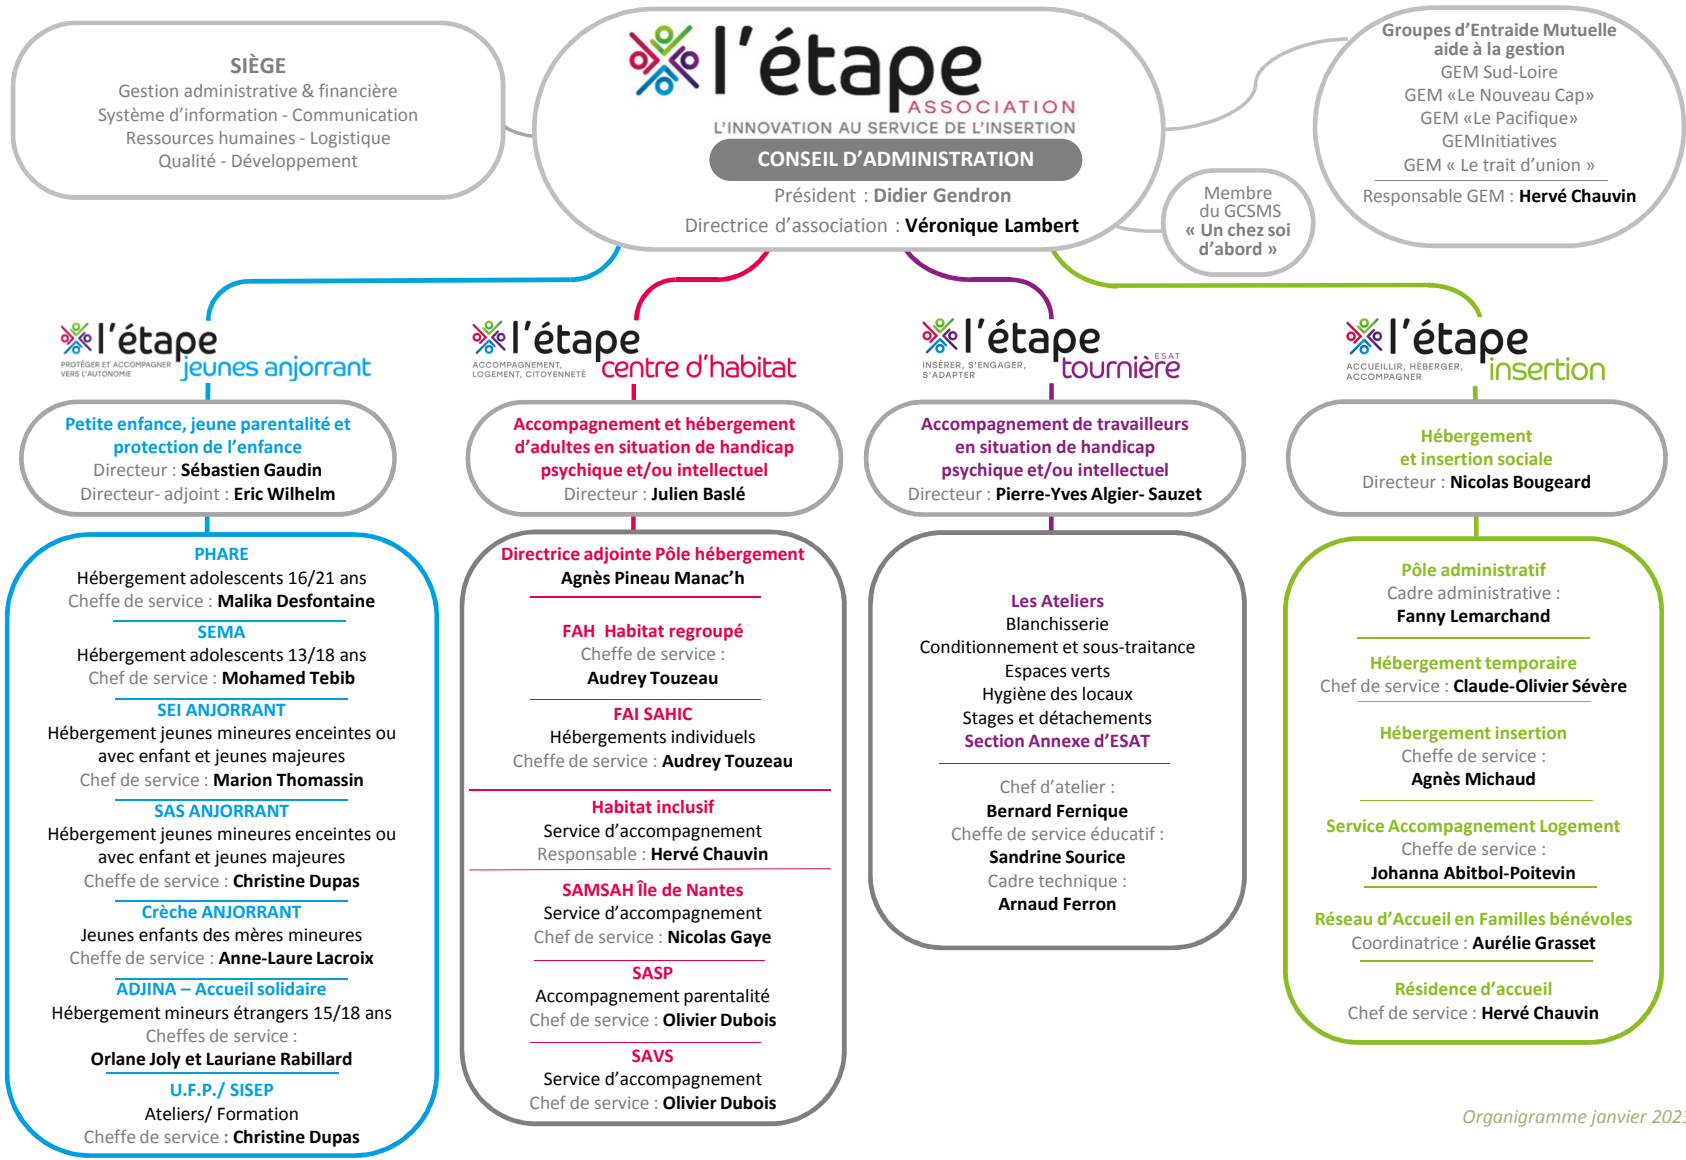 SIÈGE
Gestion administrative & financière
Système d'information - Communication
Ressources humaines - Logistique
Qualité - Développement
l'étape
ASSOCIATION
L'INNOVATION AU SERVICE DE L'INSERTION
CONSEIL D'ADMINISTRATION
Président : Didier Gendron
Directrice d'association : Véronique Lambert
Groupes d'Entraide Mutuelle
aide à la gestion
GEM Sud-Loire
GEM «Le Nouveau Cap»
GEM «Le Pacifique»
GEMInitiatives
GEM « Le trait d'union »
Responsable GEM : Hervé Chauvin
Membre
du GCSMS
« Un chez soi
d'abord »
l'étape
PROTÉGER ET ACCOMPAGNER
VERS L'AUTONOMIE
jeunes anjorrant
Petite enfance, jeune parentalité et
protection de l'enfance
Directeur : Sébastien Gaudin
Directeur- adjoint : Eric Wilhelm
PHARE
Hébergement adolescents 16/21 ans
Cheffe de service : Malika Desfontaine
SEMA
Hébergement adolescents 13/18 ans
Chef de service : Mohamed Tebib
SEI ANJORRANT
Hébergement jeunes mineures enceintes ou
avec enfant et jeunes majeures
Chef de service : Marion Thomassin
SAS ANJORRANT
Hébergement jeunes mineures enceintes ou
avec enfant et jeunes majeures
Cheffe de service : Christine Dupas
Crèche ANJORRANT
Jeunes enfants des mères mineures
Cheffe de service : Anne-Laure Lacroix
ADJINA – Accueil solidaire
Hébergement mineurs étrangers 15/18 ans
Cheffes de service :
Orlane Joly et Lauriane Rabillard
U.F.P./ SISEP
Ateliers/ Formation
Cheffe de service : Christine Dupas
l'étape
ACCOMPAGNEMENT,
LOGEMENT, CITOYENNETÉ
centre d'habitat
Accompagnement et hébergement
d'adultes en situation de handicap
psychique et/ou intellectuel
Directeur : Julien Baslé
Directrice adjointe Pôle hébergement
Agnès Pineau Manac'h
FAH Habitat regroupé
Cheffe de service :
Audrey Touzeau
FAI SAHIC
Hébergements individuels
Cheffe de service : Audrey Touzeau
Habitat inclusif
Service d'accompagnement
Responsable : Hervé Chauvin
SAMSAH Île de Nantes
Service d'accompagnement
Chef de service : Nicolas Gaye
SASP
Accompagnement parentalité
Chef de service : Olivier Dubois
SAVS
Service d'accompagnement
Chef de service : Olivier Dubois
l'étape
INSÉRER, S'ENGAGER,
S'ADAPTER
ESAT
tournière
Accompagnement de travailleurs
en situation de handicap
psychique et/ou intellectuel
Directeur : Pierre-Yves Algier- Sauzet
Les Ateliers
Blanchisserie
Conditionnement et sous-traitance
Espaces verts
Hygiène des locaux
Stages et détachements
Section Annexe d'ESAT
Chef d'atelier :
Bernard Fernique
Cheffe de service éducatif :
Sandrine Sourice
Cadre technique :
Arnaud Ferron
l'étape
ACCUEILLIR, HÉBERGER,
ACCOMPAGNER
insertion
Hébergement
et insertion sociale
Directeur : Nicolas Bougeard
Pôle administratif
Cadre administrative :
Fanny Lemarchand
Hébergement temporaire
Chef de service : Claude-Olivier Sévère
Hébergement insertion
Cheffe de service :
Agnès Michaud
Service Accompagnement Logement
Cheffe de service :
Johanna Abitbol-Poitevin
Réseau d'Accueil en Familles bénévoles
Coordinatrice : Aurélie Grasset
Résidence d'accueil
Chef de service : Hervé Chauvin
Organigramme janvier 2023